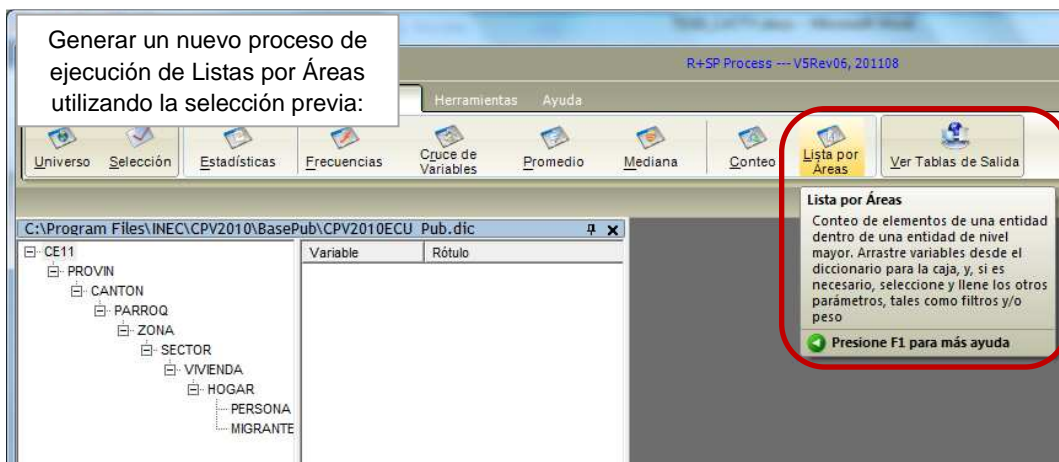 Generar un nuevo proceso de
ejecución de Listas por Áreas
utilizando la selección previa:
R+SP Process --- V5Rev06, 201108
Herramientas Ayuda
Universo Selección Estadísticas Frecuencias Cruce de Variables Promedio Mediana Conteo Lista por Áreas Ver Tablas de Salida
Lista por Áreas
Conteo de elementos de una entidad
dentro de una entidad de nivel
mayor. Arrastre variables desde el
diccionario para la caja, y, si es
necesario, seleccione y llene los otros
parámetros, tales como filtros y/o
peso
Presione F1 para más ayuda
C:\Program Files\INEC\CPV2010\BasePub\CPV2010ECU_Pub.dic
Variable Rótulo
CE11
PROVIN
CANTON
PARROQ
ZONA
SECTOR
VIVIENDA
HOGAR
PERSONA
MIGRANTE